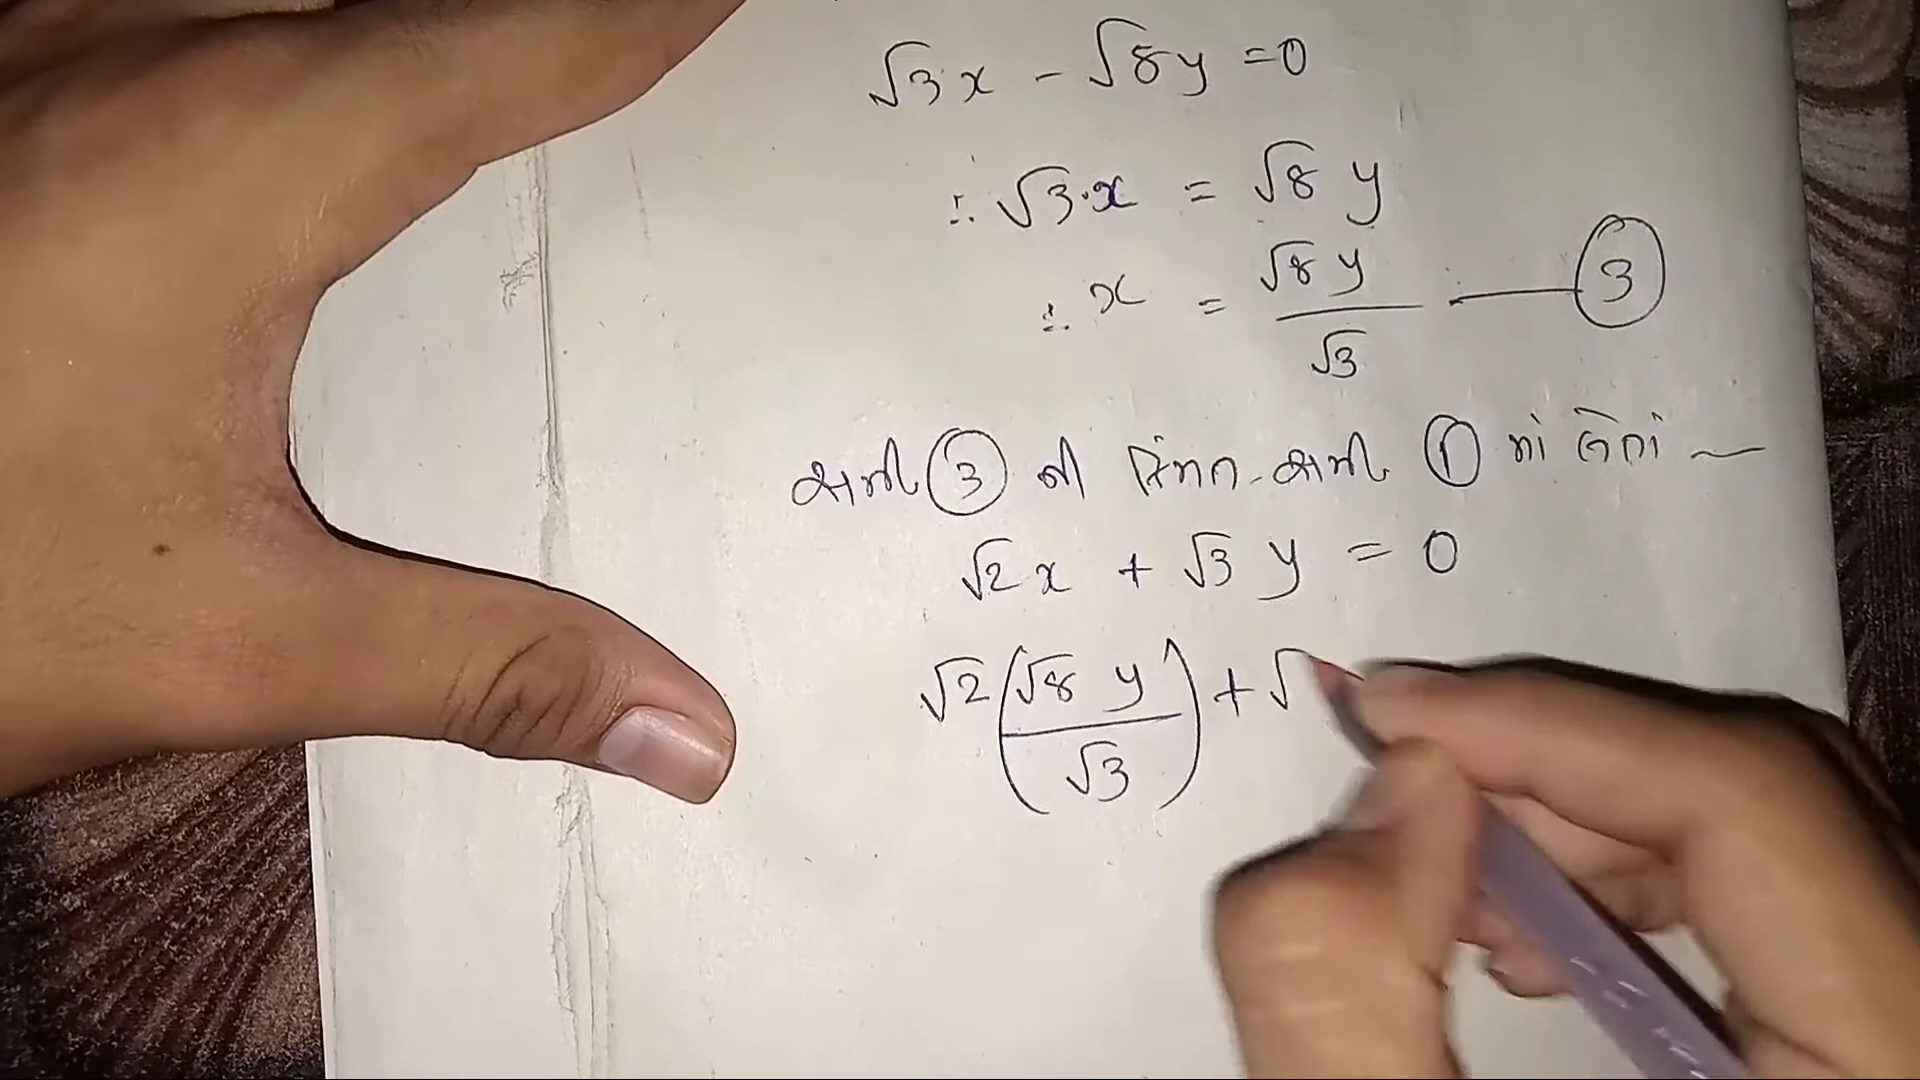 √3x - √8y =0
∴ √3·x = √8 y
∴ x = √8 y / √3 —— ③
સમી ③ ની કિંમત સમી ① માં લેતાં —
√2x + √3 y = 0
√2(√8 y / √3) + √